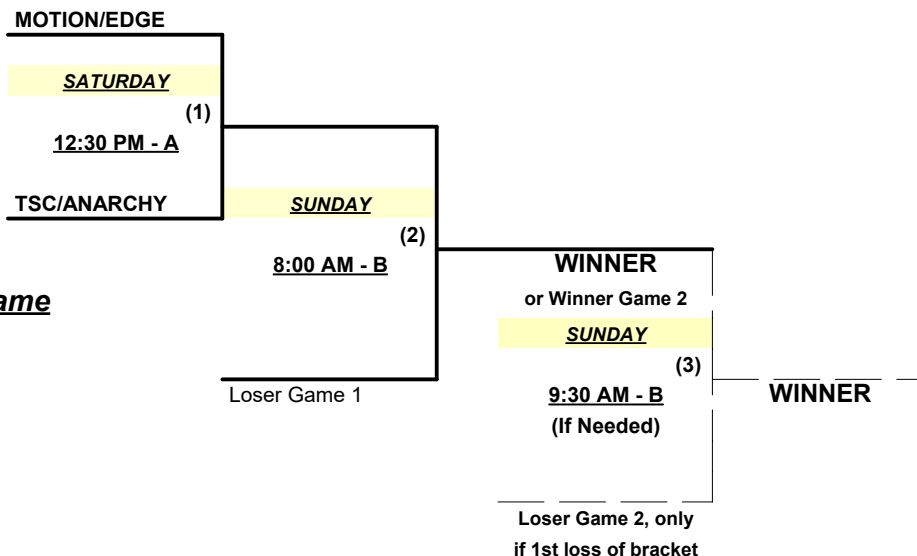 MOTION/EDGE
SATURDAY
(1)
12:30 PM - A
TSC/ANARCHY
SUNDAY
(2)
8:00 AM - B
WINNER
or Winner Game 2
SUNDAY
(3)
9:30 AM - B
(If Needed)
WINNER
Loser Game 1
Loser Game 2, only
if 1st loss of bracket